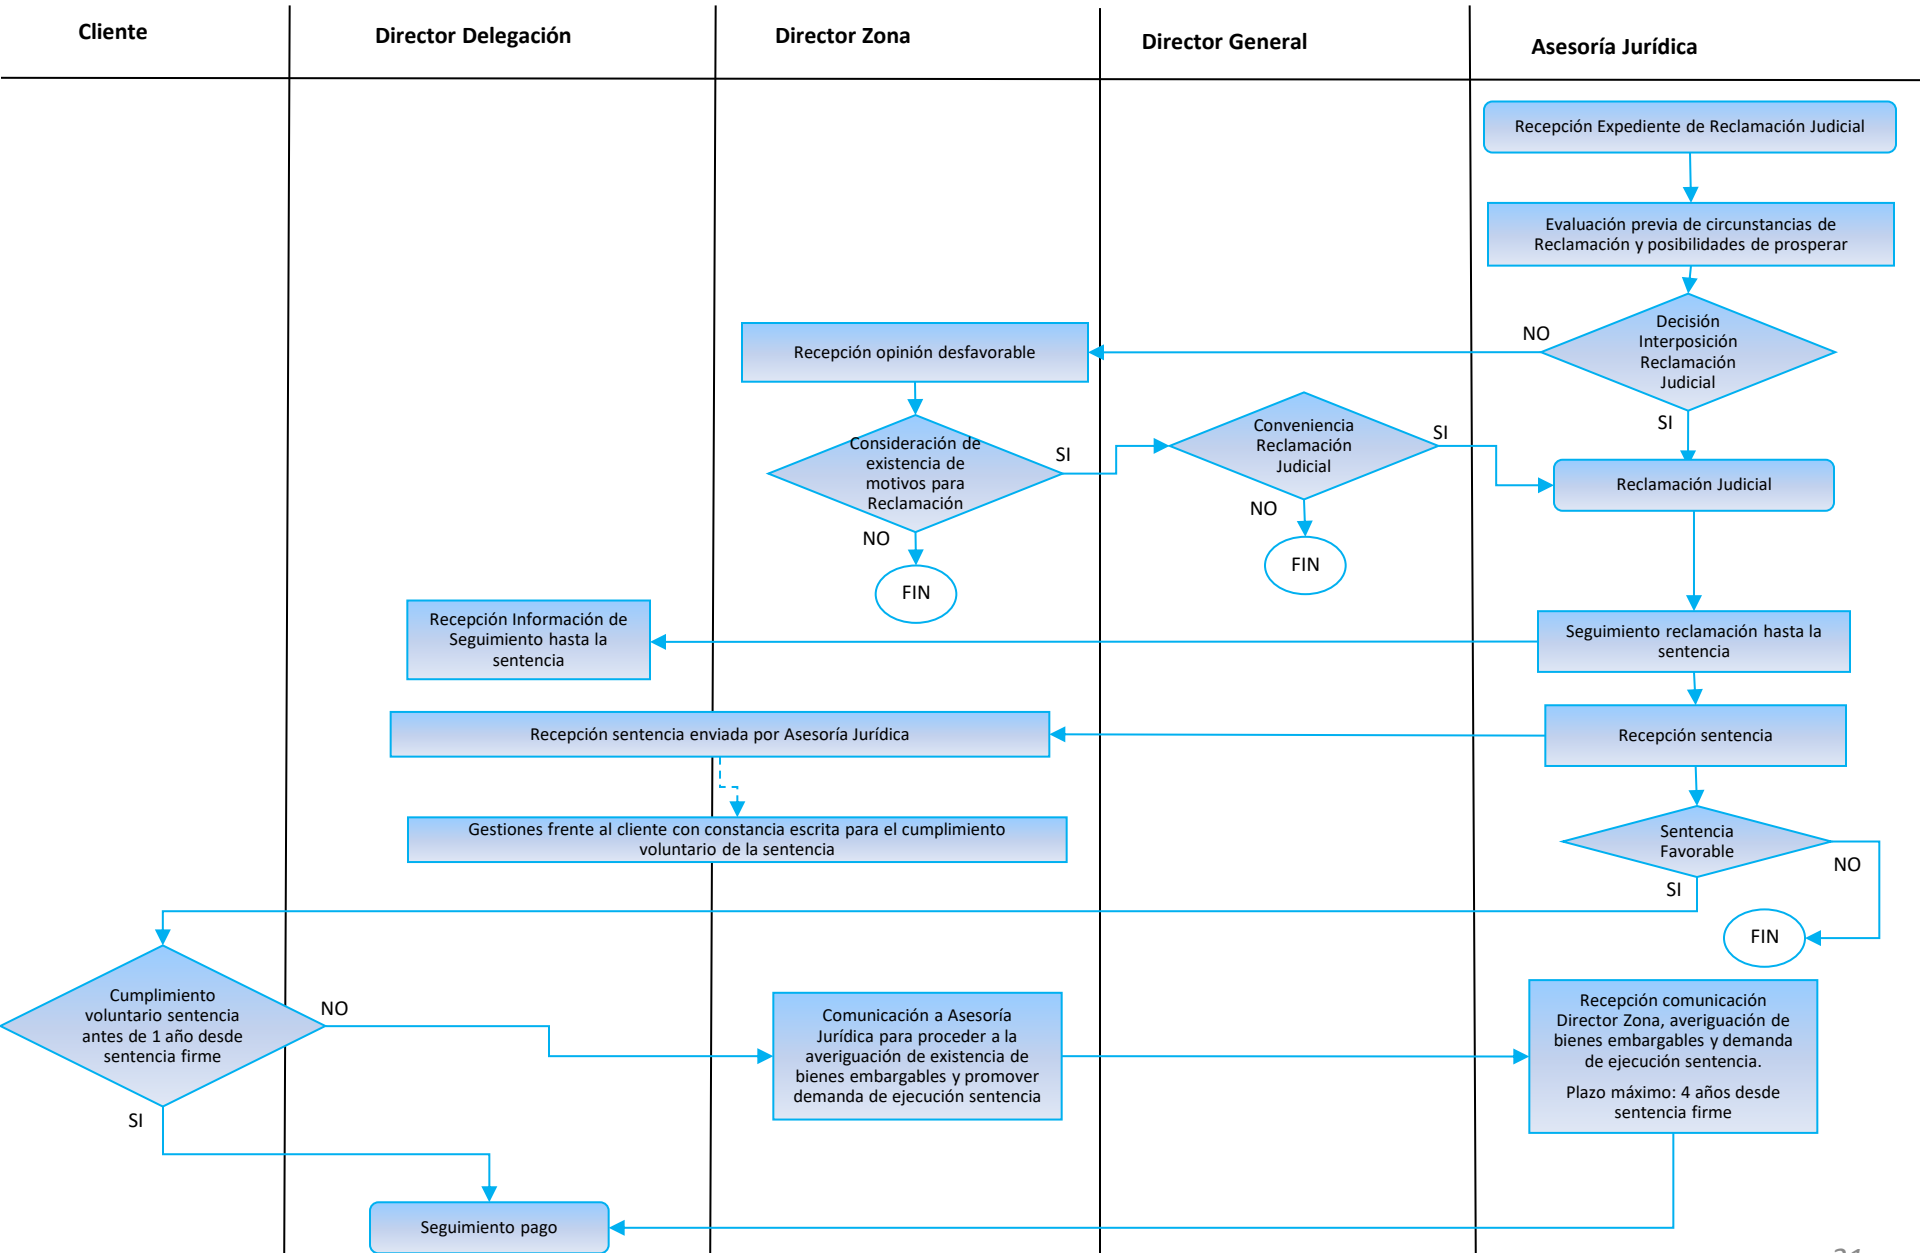 Cliente
Director Delegación
Director Zona
Director General
Asesoría Jurídica
Recepción Expediente de Reclamación Judicial
Evaluación previa de circunstancias de
Reclamación y posibilidades de prosperar
Decisión
Interposición
Reclamación
Judicial
NO
SI
Recepción opinión desfavorable
Consideración de
existencia de
motivos para
Reclamación
SI
NO
FIN
Conveniencia
Reclamación
Judicial
SI
NO
FIN
Reclamación Judicial
Seguimiento reclamación hasta la
sentencia
Recepción Información de
Seguimiento hasta la
sentencia
Recepción sentencia
Recepción sentencia enviada por Asesoría Jurídica
Gestiones frente al cliente con constancia escrita para el cumplimiento
voluntario de la sentencia
Sentencia
Favorable
NO
SI
FIN
Cumplimiento
voluntario sentencia
antes de 1 año desde
sentencia firme
NO
SI
Comunicación a Asesoría
Jurídica para proceder a la
averiguación de existencia de
bienes embargables y promover
demanda de ejecución sentencia
Recepción comunicación
Director Zona, averiguación de
bienes embargables y demanda
de ejecución sentencia.
Plazo máximo: 4 años desde
sentencia firme
Seguimiento pago